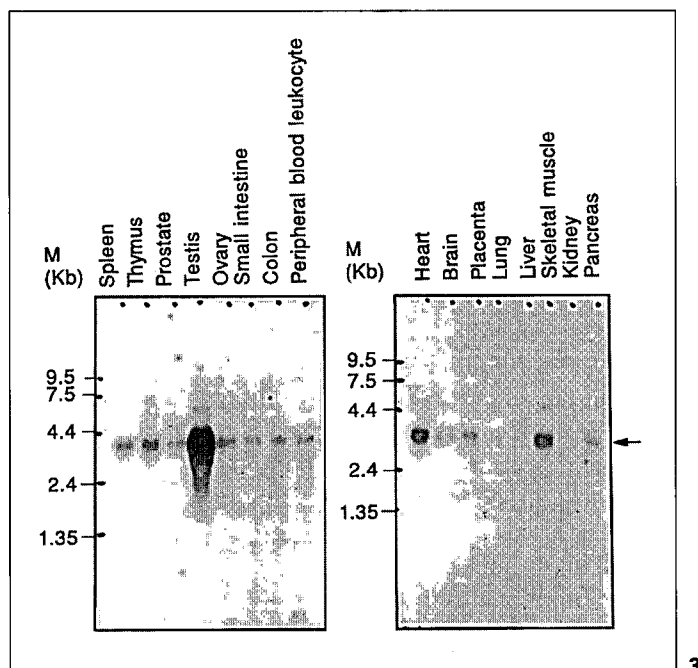 M
(Kb)
Spleen
Thymus
Prostate
Testis
Ovary
Small intestine
Colon
Peripheral blood leukocyte
9.5
7.5
4.4
2.4
1.35
M
(Kb)
Heart
Brain
Placenta
Lung
Liver
Skeletal muscle
Kidney
Pancreas
9.5
7.5
4.4
2.4
1.35